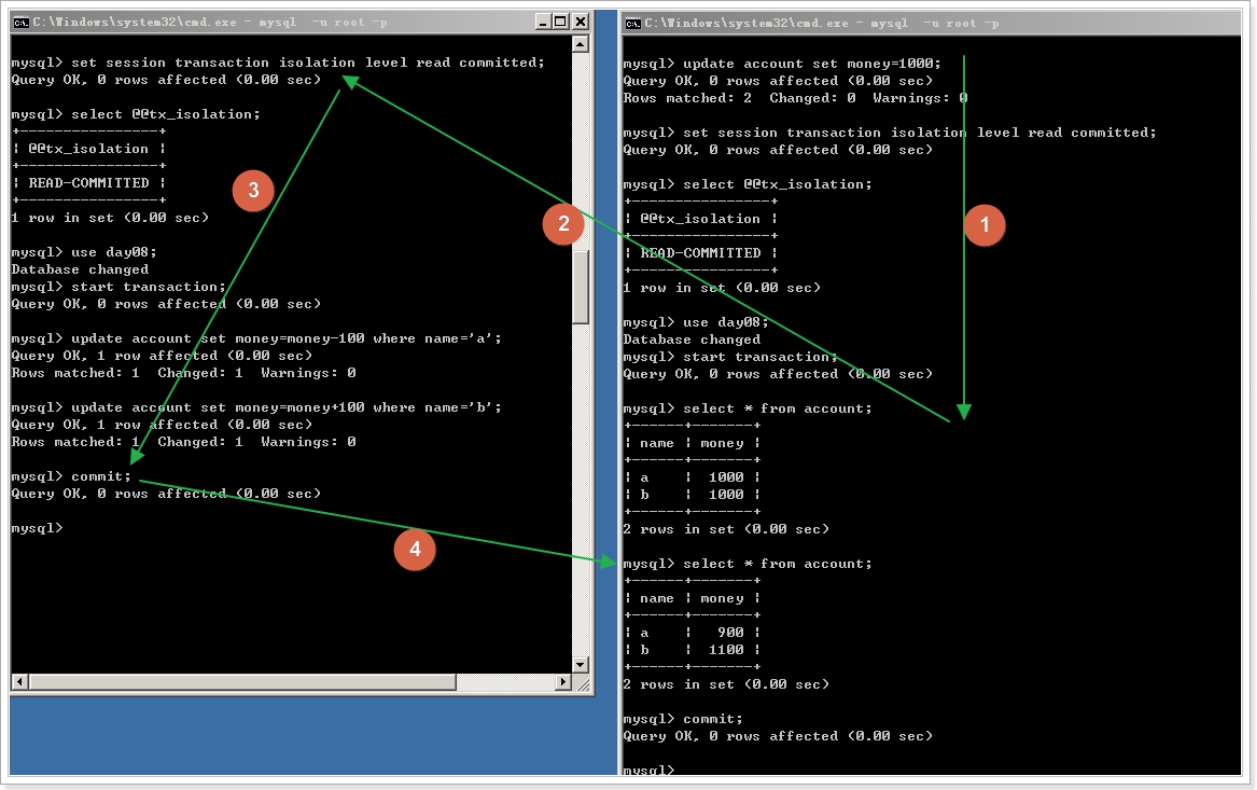 C:\Windows\system32\cmd.exe - mysql  -u root -p
mysql> set session transaction isolation level read committed;
Query OK, 0 rows affected (0.00 sec)
mysql> select @@tx_isolation;
+----------------+
| @@tx_isolation |
+----------------+
| READ-COMMITTED |
+----------------+
1 row in set (0.00 sec)
mysql> use day08;
Database changed
mysql> start transaction;
Query OK, 0 rows affected (0.00 sec)
mysql> update account set money=money-100 where name='a';
Query OK, 1 row affected (0.00 sec)
Rows matched: 1  Changed: 1  Warnings: 0
mysql> update account set money=money+100 where name='b';
Query OK, 1 row affected (0.00 sec)
Rows matched: 1  Changed: 1  Warnings: 0
mysql> commit;
Query OK, 0 rows affected (0.00 sec)
mysql>
3
2
4
C:\Windows\system32\cmd.exe - mysql  -u root -p
mysql> update account set money=1000;
Query OK, 0 rows affected (0.00 sec)
Rows matched: 2  Changed: 0  Warnings: 0
mysql> set session transaction isolation level read committed;
Query OK, 0 rows affected (0.00 sec)
mysql> select @@tx_isolation;
+----------------+
| @@tx_isolation |
+----------------+
| READ-COMMITTED |
+----------------+
1 row in set (0.00 sec)
mysql> use day08;
Database changed
mysql> start transaction;
Query OK, 0 rows affected (0.00 sec)
mysql> select * from account;
+------+-------+
| name | money |
+------+-------+
| a    |  1000 |
| b    |  1000 |
+------+-------+
2 rows in set (0.00 sec)
mysql> select * from account;
+------+-------+
| name | money |
+------+-------+
| a    |   900 |
| b    |  1100 |
+------+-------+
2 rows in set (0.00 sec)
mysql> commit;
Query OK, 0 rows affected (0.00 sec)
mysql>
1